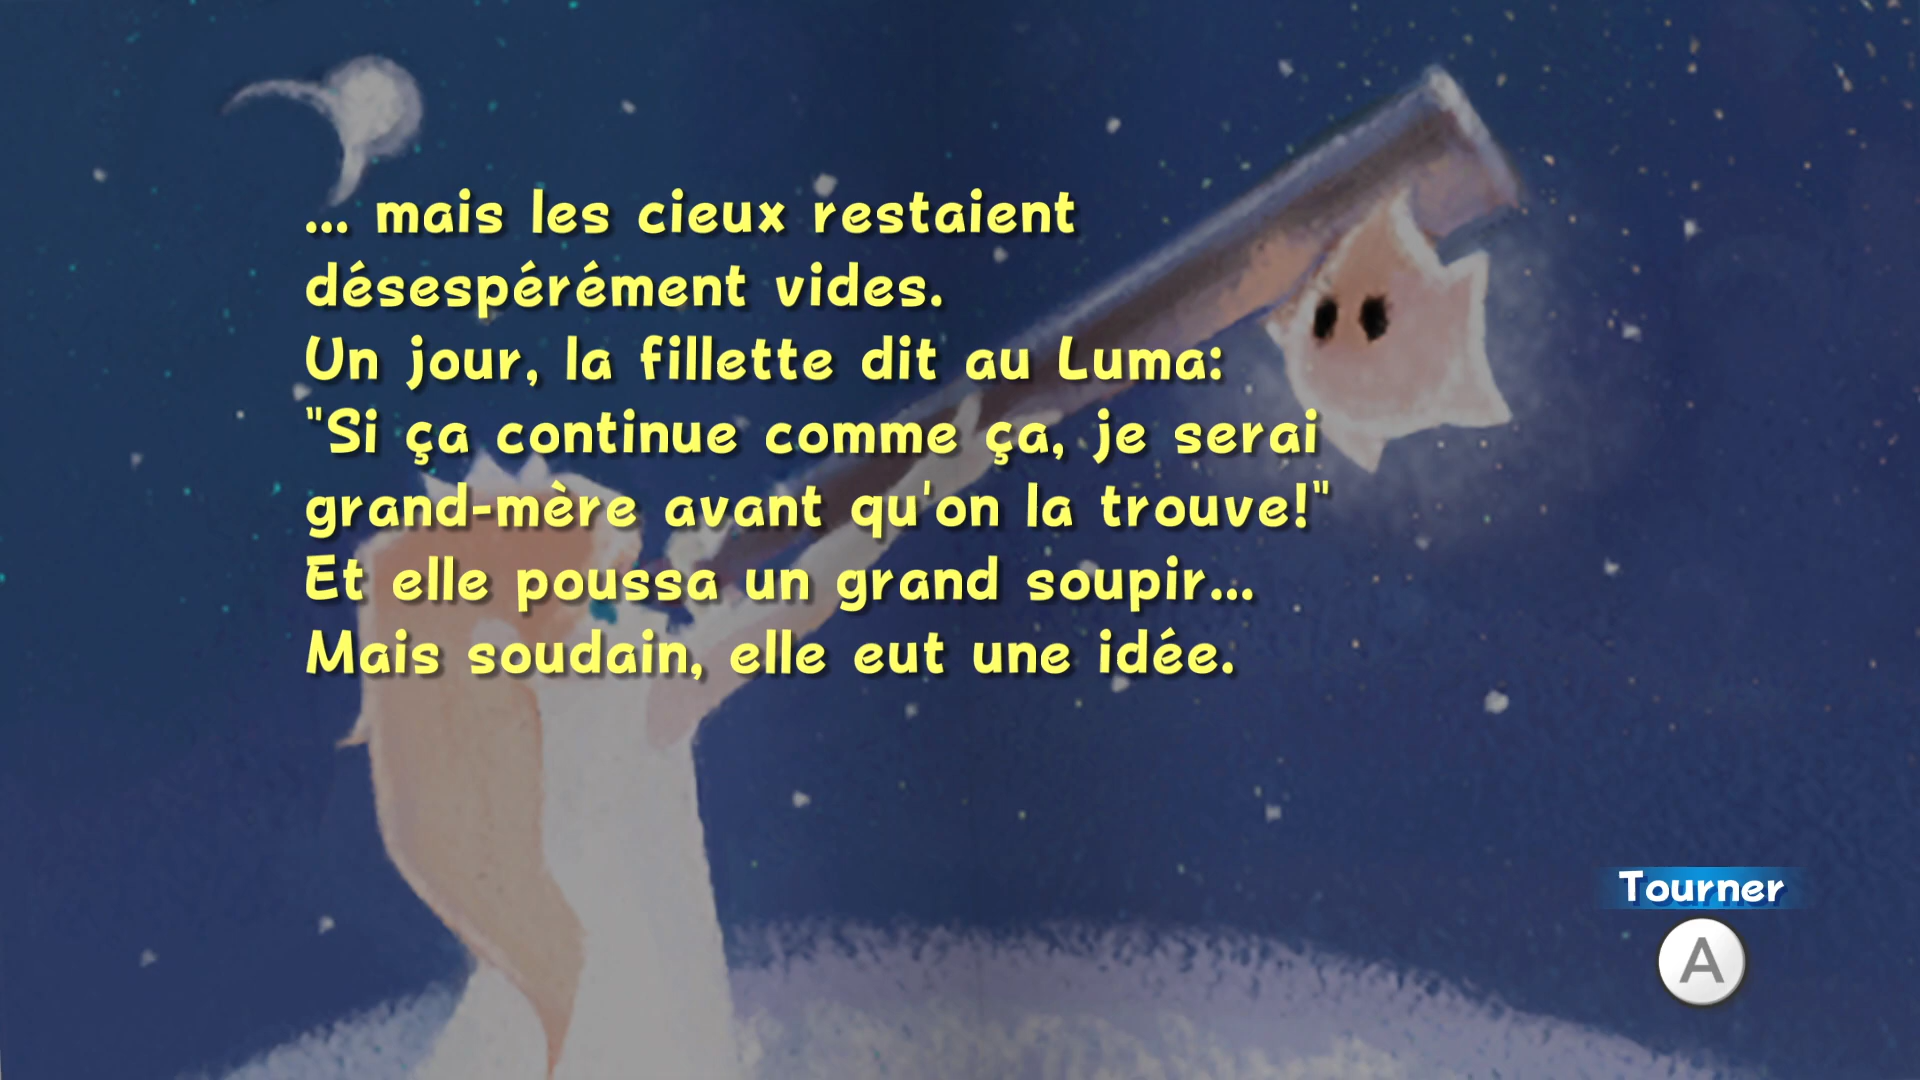 ... mais les cieux restaient
désespérément vides.
Un jour, la fillette dit au Luma:
"Si ça continue comme ça, je serai
grand-mère avant qu'on la trouve!"
Et elle poussa un grand soupir...
Mais soudain, elle eut une idée.
Tourner
A